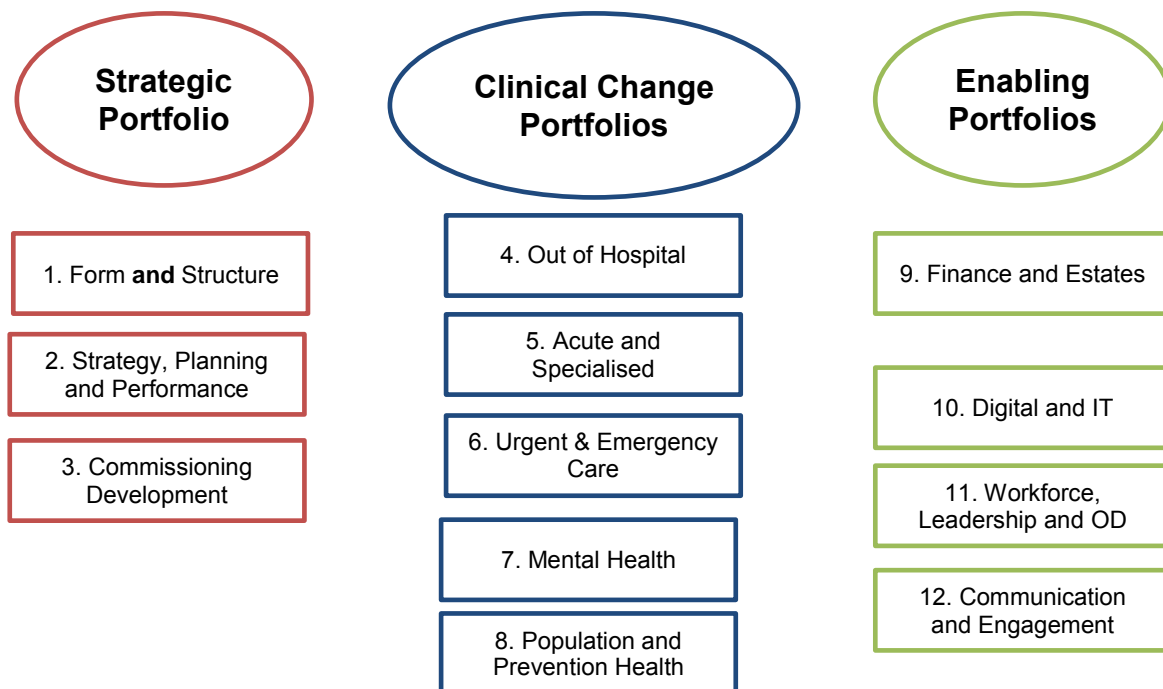 Strategic
Portfolio
1. Form and Structure
2. Strategy, Planning
and Performance
3. Commissioning
Development
Clinical Change
Portfolios
4. Out of Hospital
5. Acute and
Specialised
6. Urgent & Emergency
Care
7. Mental Health
8. Population and
Prevention Health
Enabling
Portfolios
9. Finance and Estates
10. Digital and IT
11. Workforce,
Leadership and OD
12. Communication
and Engagement